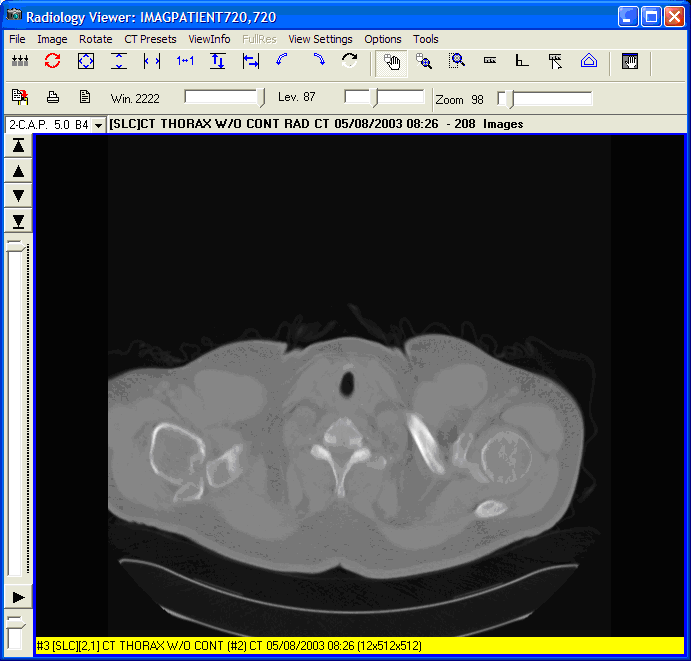 Radiology Viewer: IMAGPATIENT720,720
File Image Rotate CT Presets ViewInfo FullRes View Settings Options Tools
1↔1
Win. 2222 Lev. 87 Zoom 98
2-C.A.P. 5.0 B4 [SLC]CT THORAX W/O CONT RAD CT 05/08/2003 08:26 - 208 Images
#3 [SLC][2,1] CT THORAX W/O CONT (#2) CT 05/08/2003 08:26 (12x512x512)